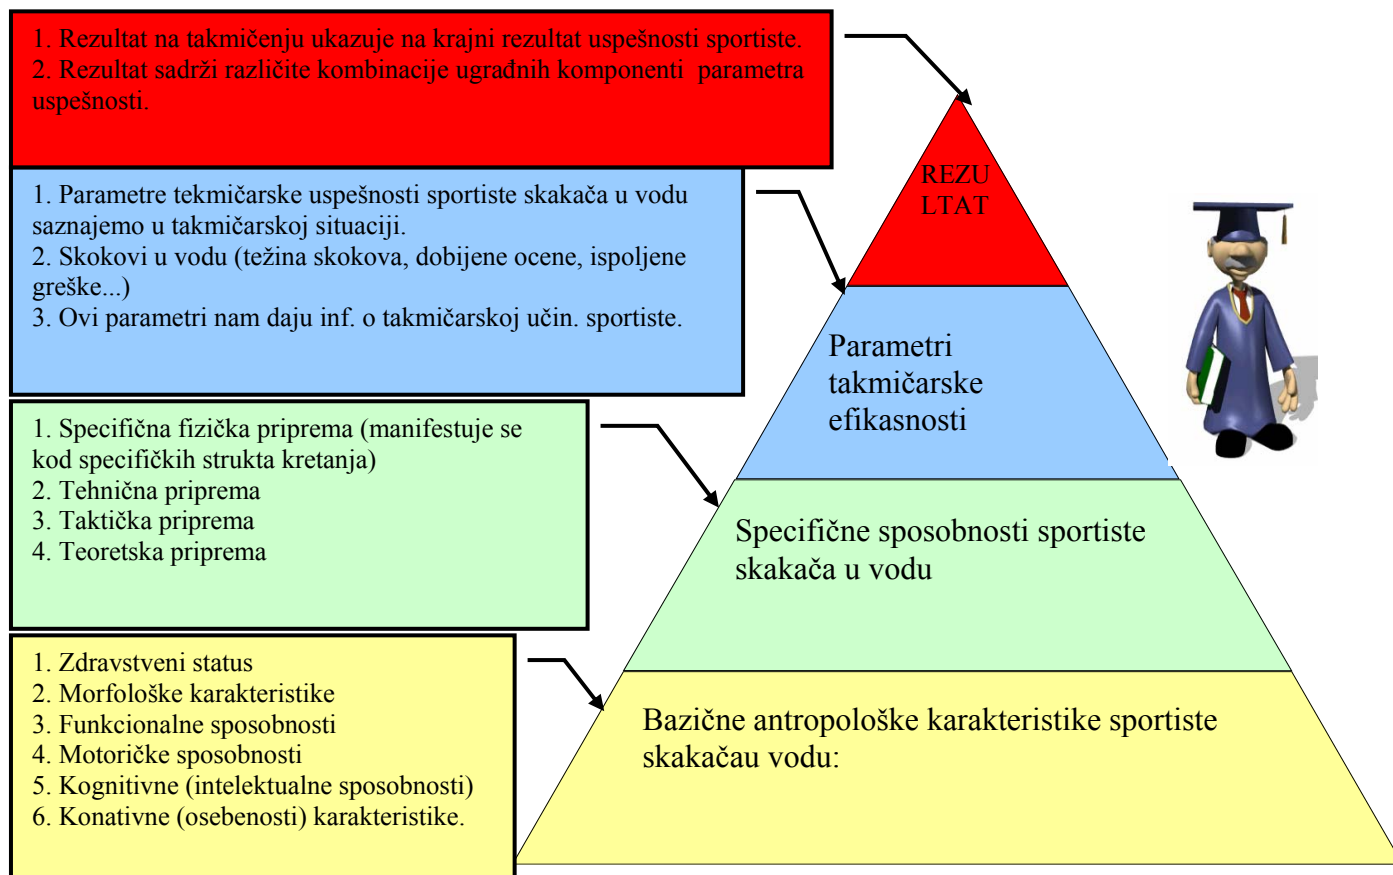 1. Rezultat na takmičenju ukazuje na krajni rezultat uspešnosti sportiste.
2. Rezultat sadrži različite kombinacije ugrađnih komponenti  parametra
uspešnosti.
REZU
LTAT
1. Parametre tekmičarske uspešnosti sportiste skakača u vodu
saznajemo u takmičarskoj situaciji.
2. Skokovi u vodu (težina skokova, dobijene ocene, ispoljene
greške...)
3. Ovi parametri nam daju inf. o takmičarskoj učin. sportiste.
Parametri
takmičarske
efikasnosti
1. Specifična fizička priprema (manifestuje se
kod specifičkih strukta kretanja)
2. Tehnična priprema
3. Taktička priprema
4. Teoretska priprema
Specifične sposobnosti sportiste
skakača u vodu
1. Zdravstveni status
2. Morfološke karakteristike
3. Funkcionalne sposobnosti
4. Motoričke sposobnosti
5. Kognitivne (intelektualne sposobnosti)
6. Konativne (osebenosti) karakteristike.
Bazične antropološke karakteristike sportiste
skakačau vodu: